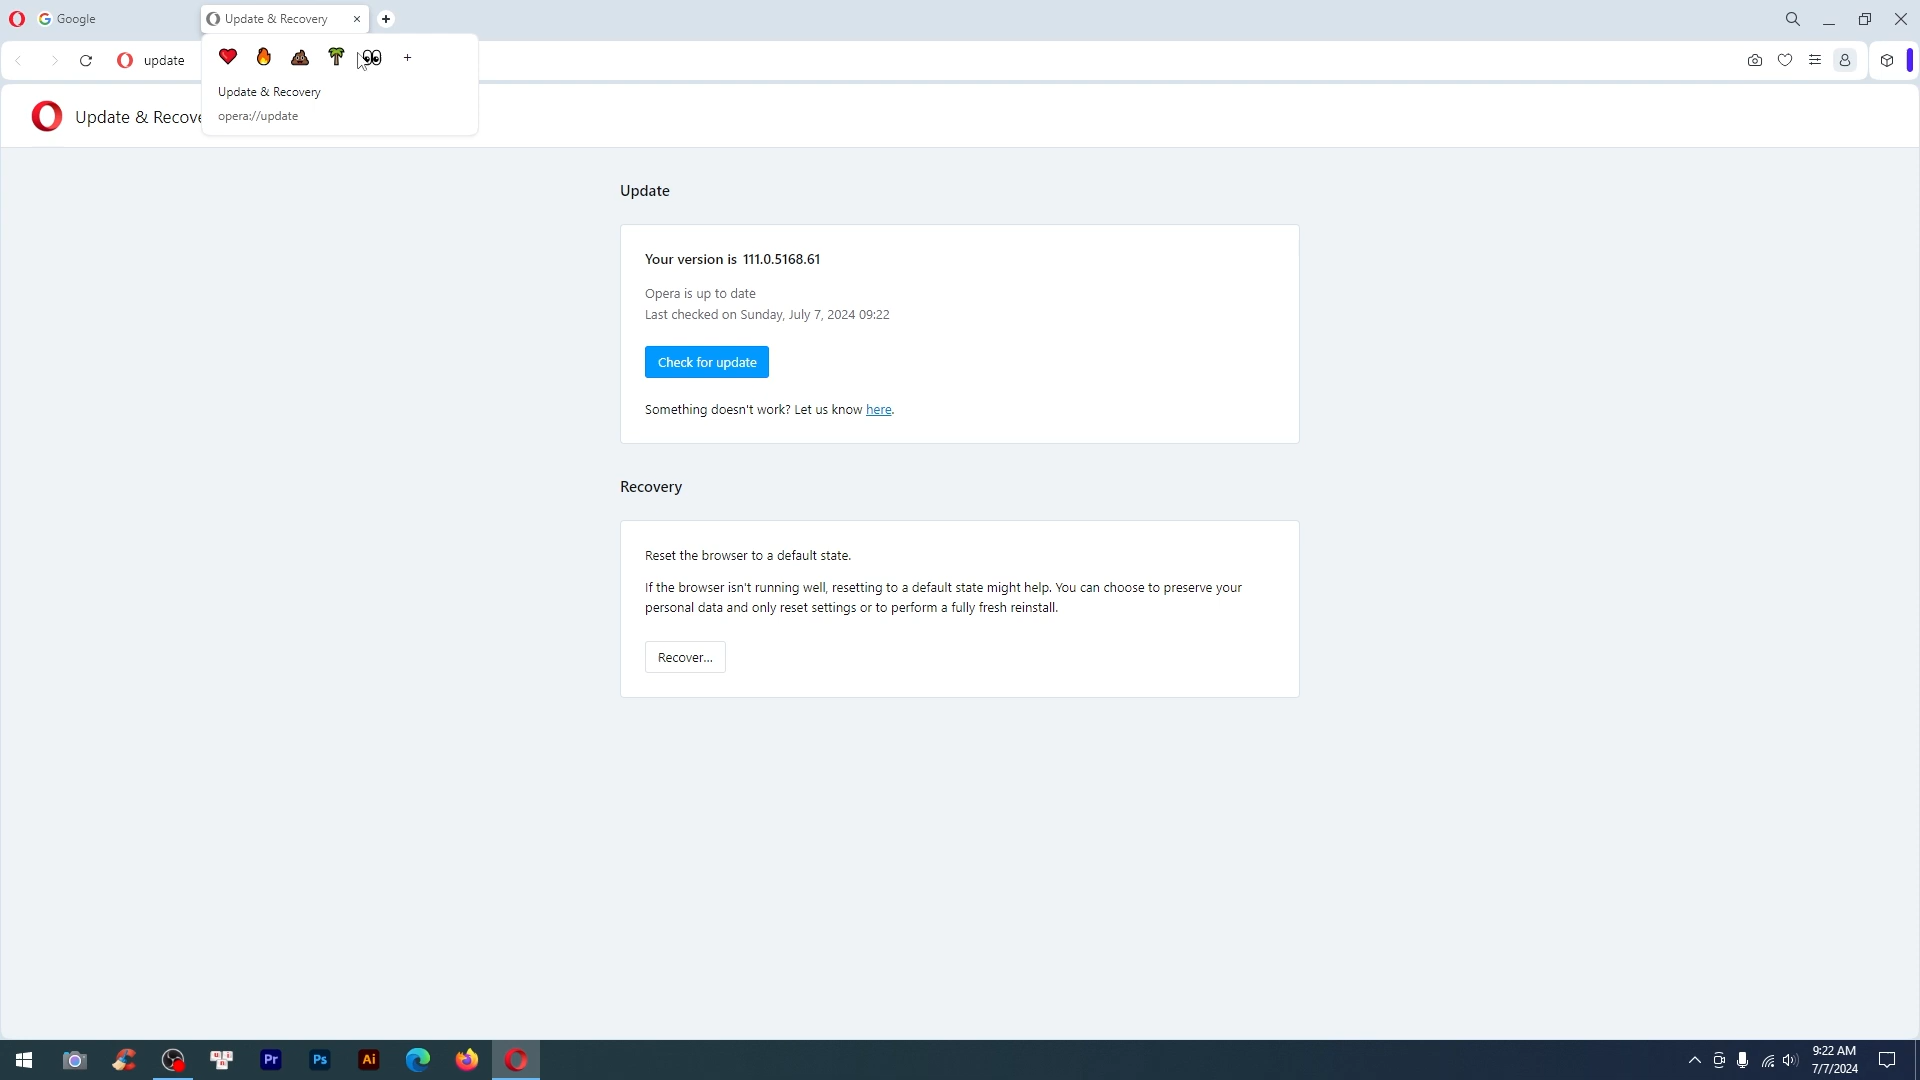 Google
Update & Recovery
update
Update & Recovery
opera://update
Update & Recove
Update
Your version is 111.0.5168.61
Opera is up to date
Last checked on Sunday, July 7, 2024 09:22
Check for update
Something doesn't work? Let us know here.
Recovery
Reset the browser to a default state.
If the browser isn't running well, resetting to a default state might help. You can choose to preserve your
personal data and only reset settings or to perform a fully fresh reinstall.
Recover...
Pr
Ps
Ai
9:22 AM
7/7/2024